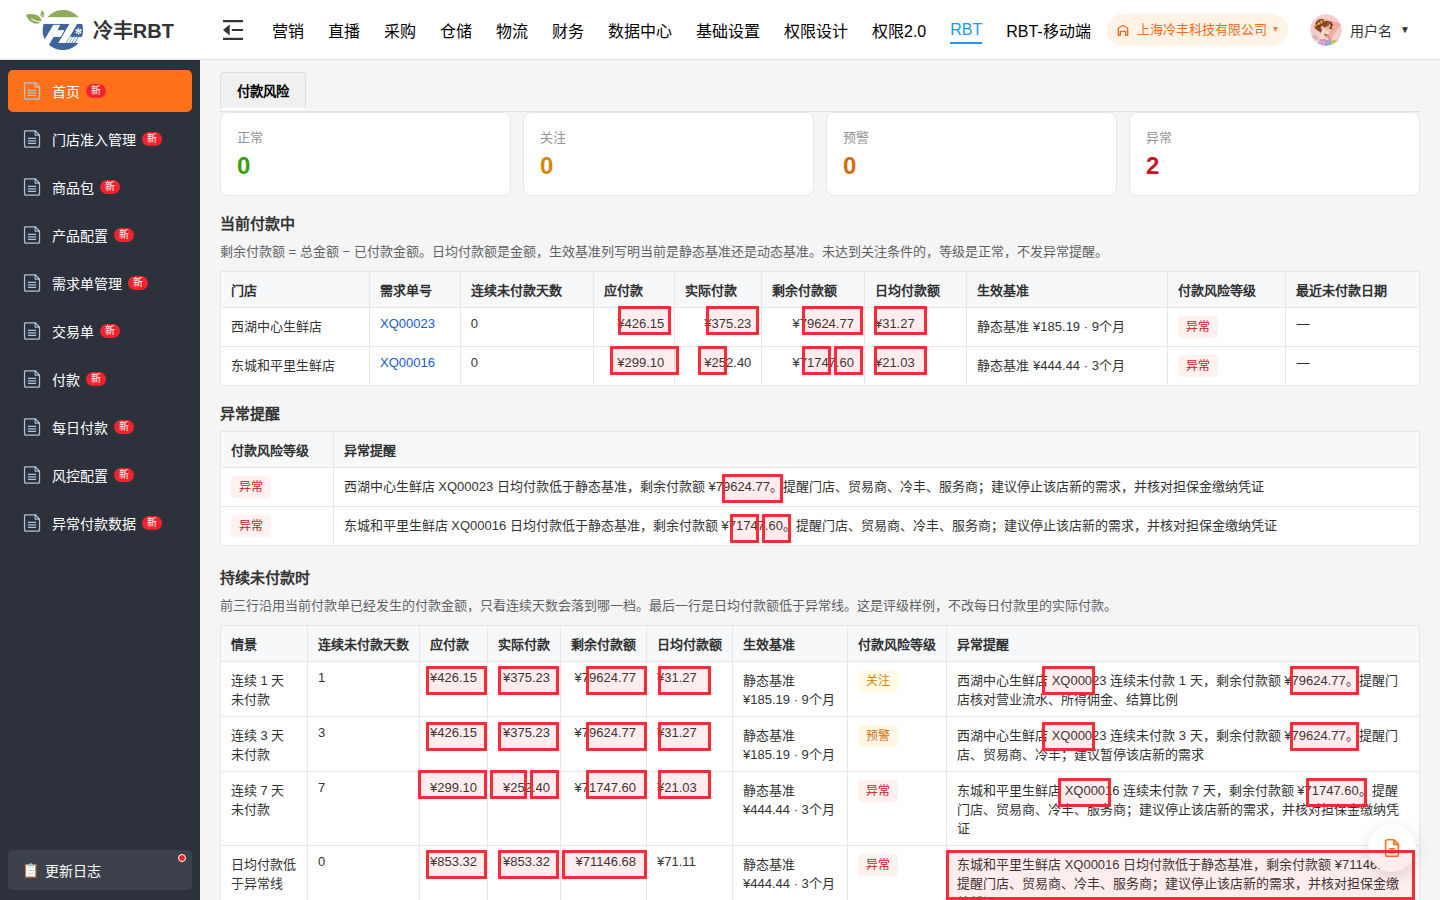 冷丰RBT
营销 直播 采购 仓储 物流 财务 数据中心 基础设置 权限设计 权限2.0 RBT RBT-移动端 上海冷丰科技有限公司 ▾ 用户名 ▼
首页 新
门店准入管理 新
商品包 新
产品配置 新
需求单管理 新
交易单 新
付款 新
每日付款 新
风控配置 新
异常付款数据 新
更新日志
付款风险
正常 关注 预警 异常
0 0 0 2
当前付款中
剩余付款额 = 总金额 − 已付款金额。日均付款额是金额，生效基准列写明当前是静态基准还是动态基准。未达到关注条件的，等级是正常，不发异常提醒。
门店 需求单号 连续未付款天数 应付款 实际付款 剩余付款额 日均付款额 生效基准 付款风险等级 最近未付款日期
西湖中心生鲜店 XQ00023 0 ¥426.15 ¥375.23 ¥79624.77 ¥31.27 静态基准 ¥185.19 · 9个月 异常 —
东城和平里生鲜店 XQ00016 0 ¥299.10 ¥252.40 ¥71747.60 ¥21.03 静态基准 ¥444.44 · 3个月 异常 —
异常提醒
付款风险等级 异常提醒
异常 西湖中心生鲜店 XQ00023 日均付款低于静态基准，剩余付款额 ¥79624.77。提醒门店、贸易商、冷丰、服务商；建议停止该店新的需求，并核对担保金缴纳凭证
异常 东城和平里生鲜店 XQ00016 日均付款低于静态基准，剩余付款额 ¥71747.60。提醒门店、贸易商、冷丰、服务商；建议停止该店新的需求，并核对担保金缴纳凭证
持续未付款时
前三行沿用当前付款单已经发生的付款金额，只看连续天数会落到哪一档。最后一行是日均付款额低于异常线。这是评级样例，不改每日付款里的实际付款。
情景 连续未付款天数 应付款 实际付款 剩余付款额 日均付款额 生效基准 付款风险等级 异常提醒
连续 1 天 1 ¥426.15 ¥375.23 ¥79624.77 ¥31.27 静态基准 关注 西湖中心生鲜店 XQ00023 连续未付款 1 天，剩余付款额 ¥79624.77。提醒门
未付款 ¥185.19 · 9个月 店核对营业流水、所得佣金、结算比例
连续 3 天 3 ¥426.15 ¥375.23 ¥79624.77 ¥31.27 静态基准 预警 西湖中心生鲜店 XQ00023 连续未付款 3 天，剩余付款额 ¥79624.77。提醒门
未付款 ¥185.19 · 9个月 店、贸易商、冷丰；建议暂停该店新的需求
连续 7 天 7 ¥299.10 ¥252.40 ¥71747.60 ¥21.03 静态基准 异常 东城和平里生鲜店 XQ00016 连续未付款 7 天，剩余付款额 ¥71747.60。提醒
未付款 ¥444.44 · 3个月 门店、贸易商、冷丰、服务商；建议停止该店新的需求，并核对担保金缴纳凭
证
日均付款低 0 ¥853.32 ¥853.32 ¥71146.68 ¥71.11 静态基准 异常 东城和平里生鲜店 XQ00016 日均付款低于静态基准，剩余付款额 ¥71146.
于异常线 ¥444.44 · 3个月 提醒门店、贸易商、冷丰、服务商；建议停止该店新的需求，并核对担保金缴